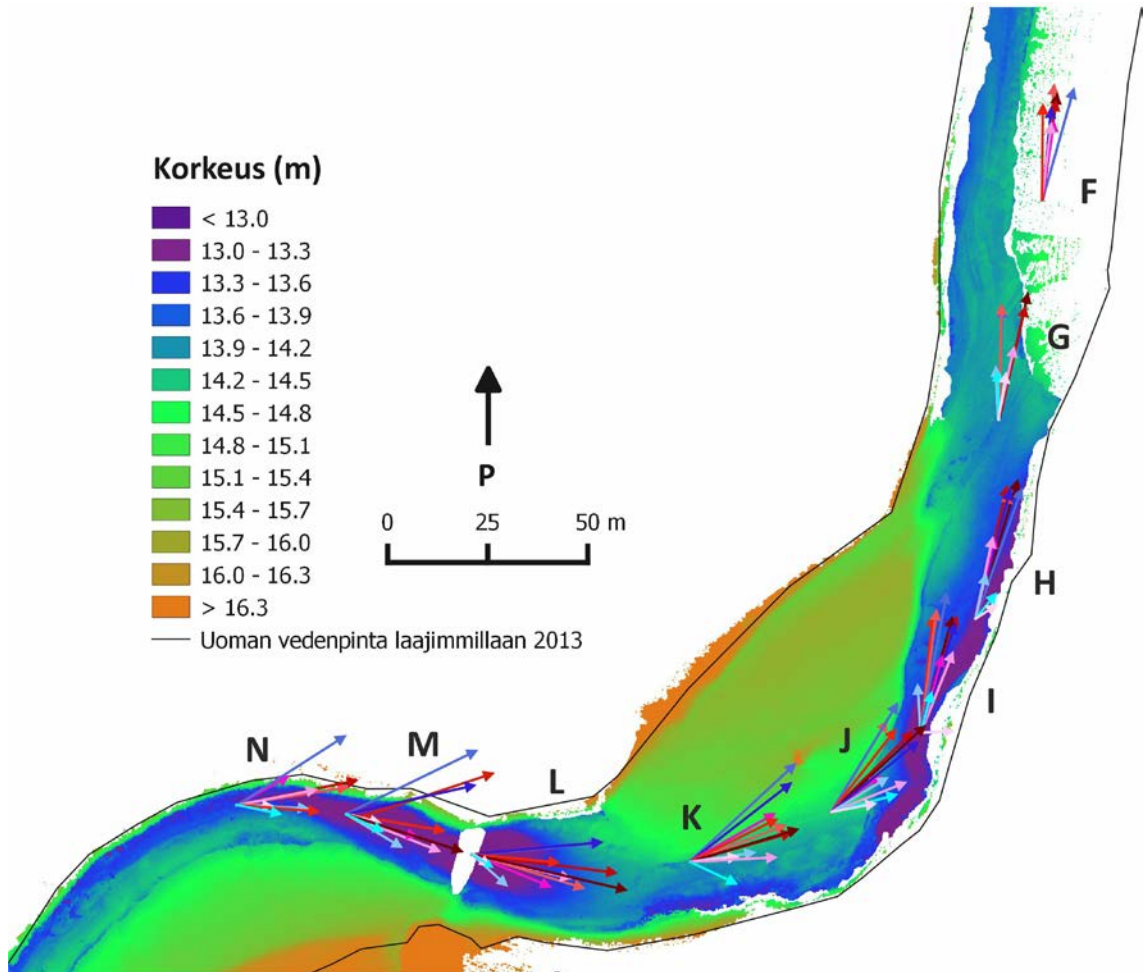 Korkeus (m)
< 13.0
13.0 - 13.3
13.3 - 13.6
13.6 - 13.9
13.9 - 14.2
14.2 - 14.5
14.5 - 14.8
14.8 - 15.1
15.1 - 15.4
15.4 - 15.7
15.7 - 16.0
16.0 - 16.3
> 16.3
Uoman vedenpinta laajimmillaan 2013
P
0 25 50 m
F
G
H
I
J
K
L
M
N